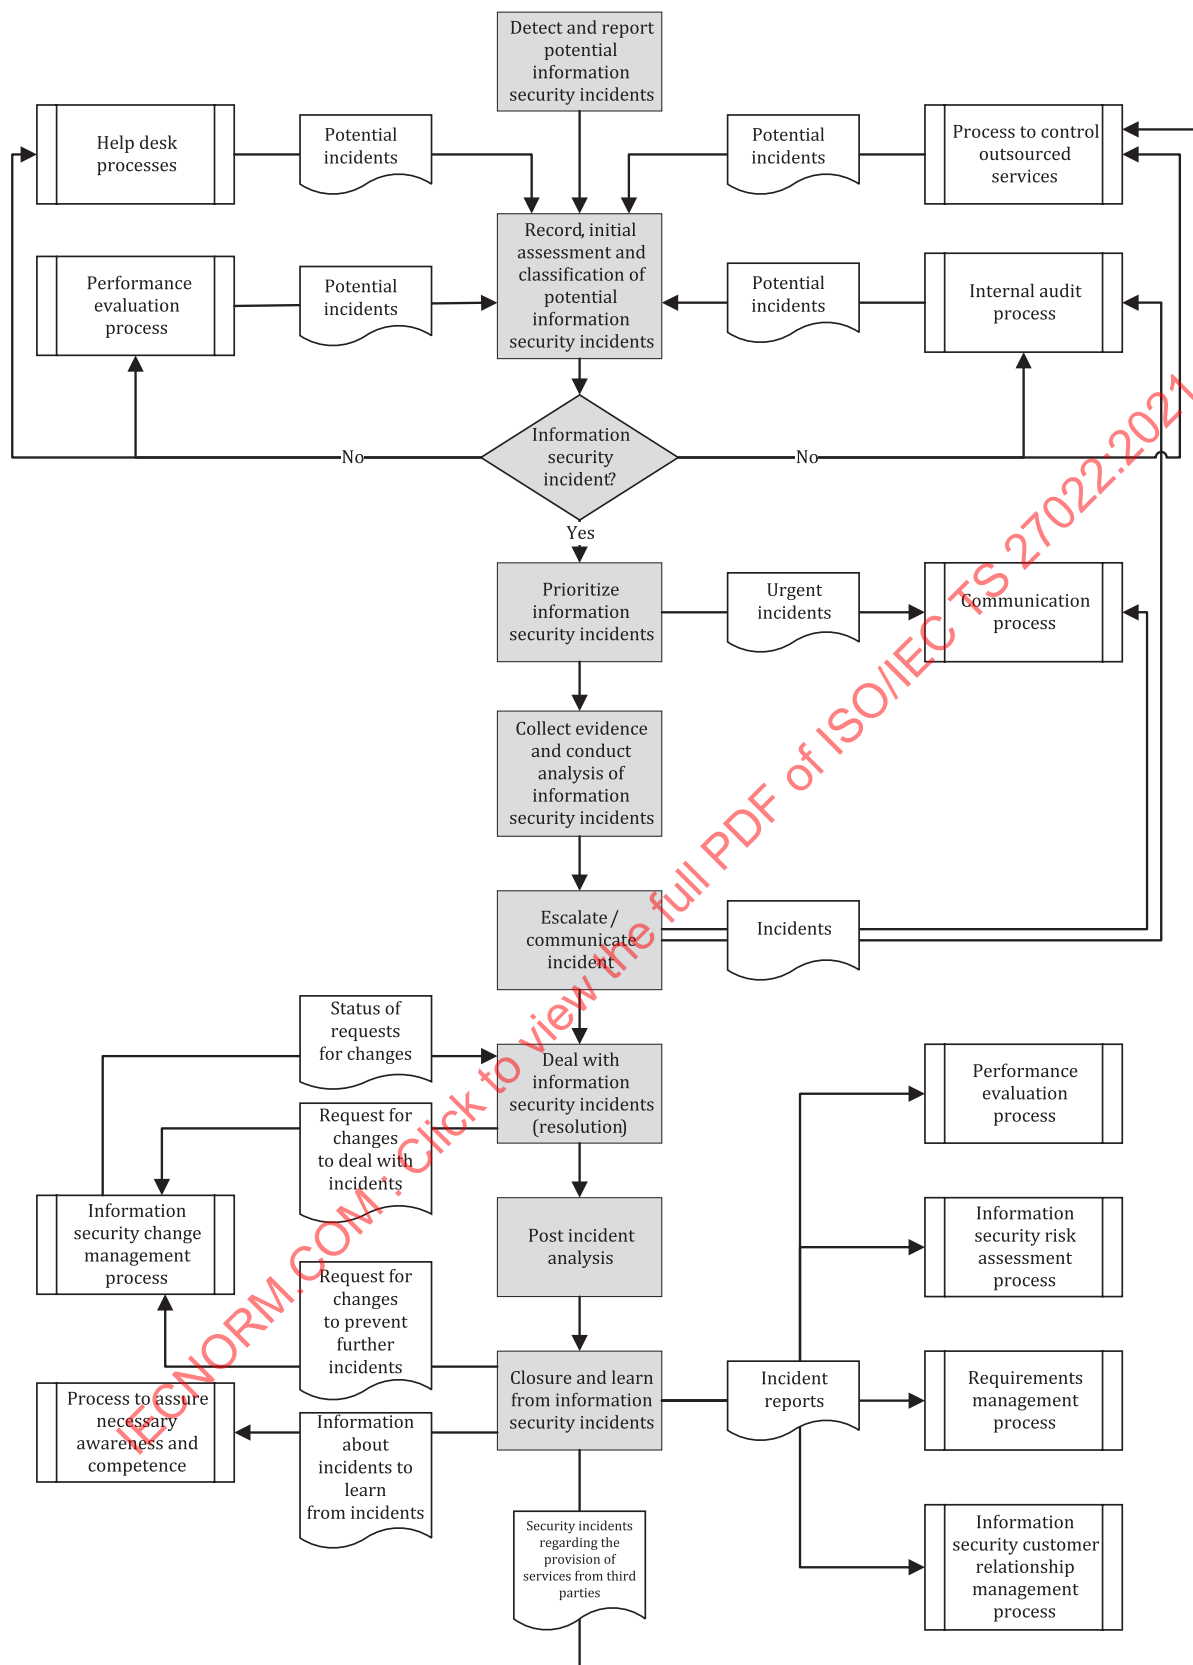 Detect and report
potential
information
security incidents
Help desk
processes
Potential
incidents
Potential
incidents
Process to control
outsourced
services
Record, initial
assessment and
classification of
potential
information
security incidents
Performance
evaluation
process
Potential
incidents
Potential
incidents
Internal audit
process
Information
security
incident?
No
No
Yes
Prioritize
information
security incidents
Urgent
incidents
Communication
process
Collect evidence
and conduct
analysis of
information
security incidents
Escalate /
communicate
incident
Incidents
Status of
requests
for changes
Deal with
information
security incidents
(resolution)
Performance
evaluation
process
Request for
changes
to deal with
incidents
Information
security change
management
process
Post incident
analysis
Information
security risk
assessment
process
Request for
changes
to prevent
further
incidents
Closure and learn
from information
security incidents
Incident
reports
Requirements
management
process
Process to assure
necessary
awareness and
competence
Information
about
incidents to
learn
from incidents
Security incidents
regarding the
provision of
services from third
parties
Information
security customer
relationship
management
process
IECNORM.COM : Click to view the full PDF of ISO/IEC TS 27022:2021